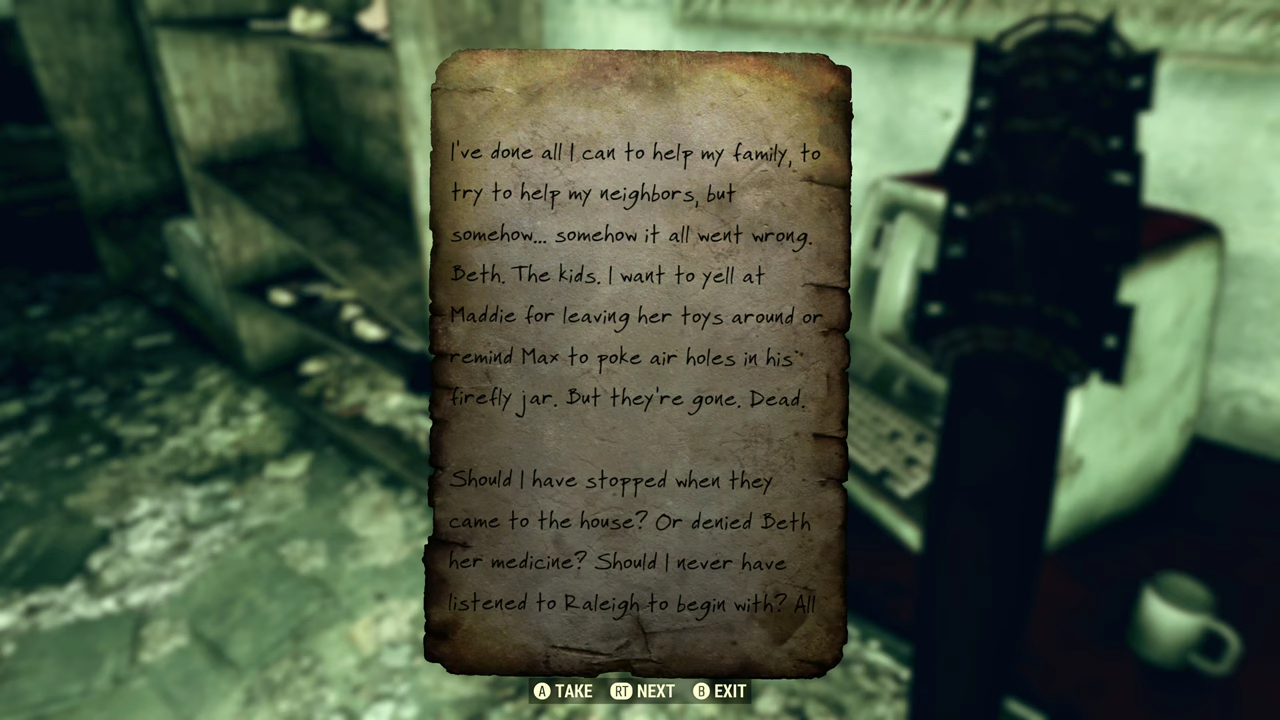 I've done all I can to help my family, to
try to help my neighbors, but
somehow... somehow it all went wrong.
Beth. The kids. I want to yell at
Maddie for leaving her toys around or
remind Max to poke air holes in his
firefly jar. But they're gone. Dead.
Should I have stopped when they
came to the house? Or denied Beth
her medicine? Should I never have
listened to Raleigh to begin with? All
A TAKE RT NEXT B EXIT